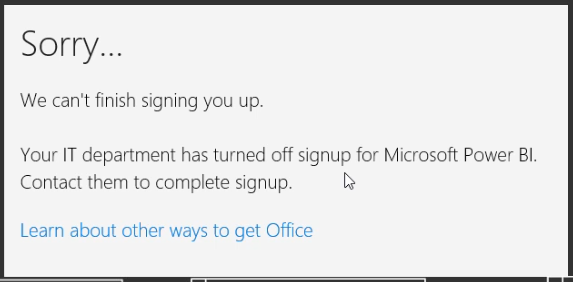 Sorry...
We can't finish signing you up.
Your IT department has turned off signup for Microsoft Power BI.
Contact them to complete signup.
Learn about other ways to get Office